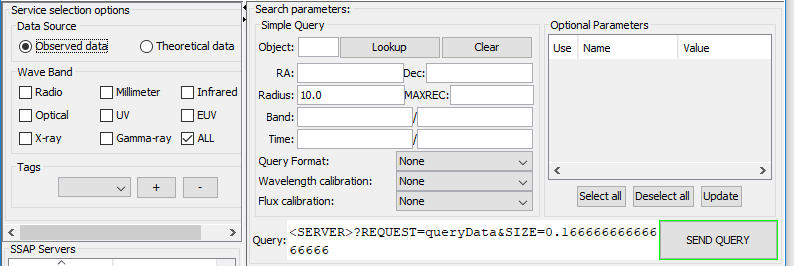 Service selection options
Data Source
Observed data Theoretical data
Wave Band
Radio Millimeter Infrared
Optical UV EUV
X-ray Gamma-ray ALL
Tags
+ -
SSAP Servers
Search parameters:
Simple Query
Object: Lookup Clear
RA: Dec:
Radius: 10.0 MAXREC:
Band: /
Time: /
Query Format: None
Wavelength calibration: None
Flux calibration: None
Optional Parameters
Use Name Value
Select all Deselect all Update
Query: <SERVER>?REQUEST=queryData&SIZE=0.166666666666
66666
SEND QUERY